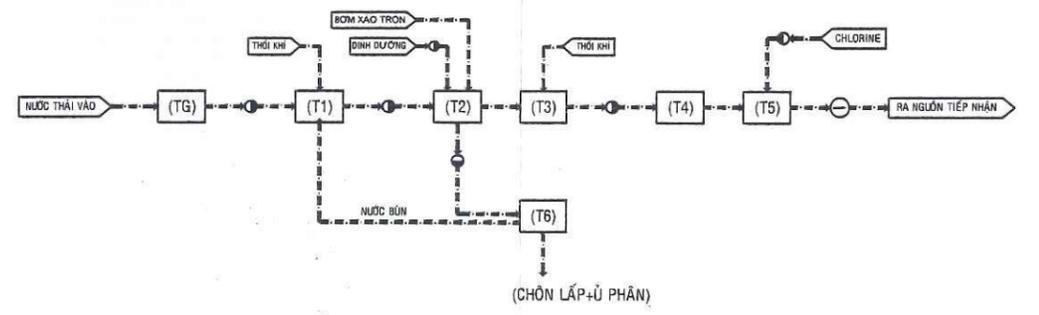 BƠM XÁO TRỘN
THỔI KHÍ
DINH DƯỠNG
THỔI KHÍ
CHLORINE
NƯỚC THẢI VÀO
(TG)
(T1)
(T2)
(T3)
(T4)
(T5)
RA NGUỒN TIẾP NHẬN
NƯỚC BÙN
(T6)
(CHÔN LẤP+Ủ PHÂN)